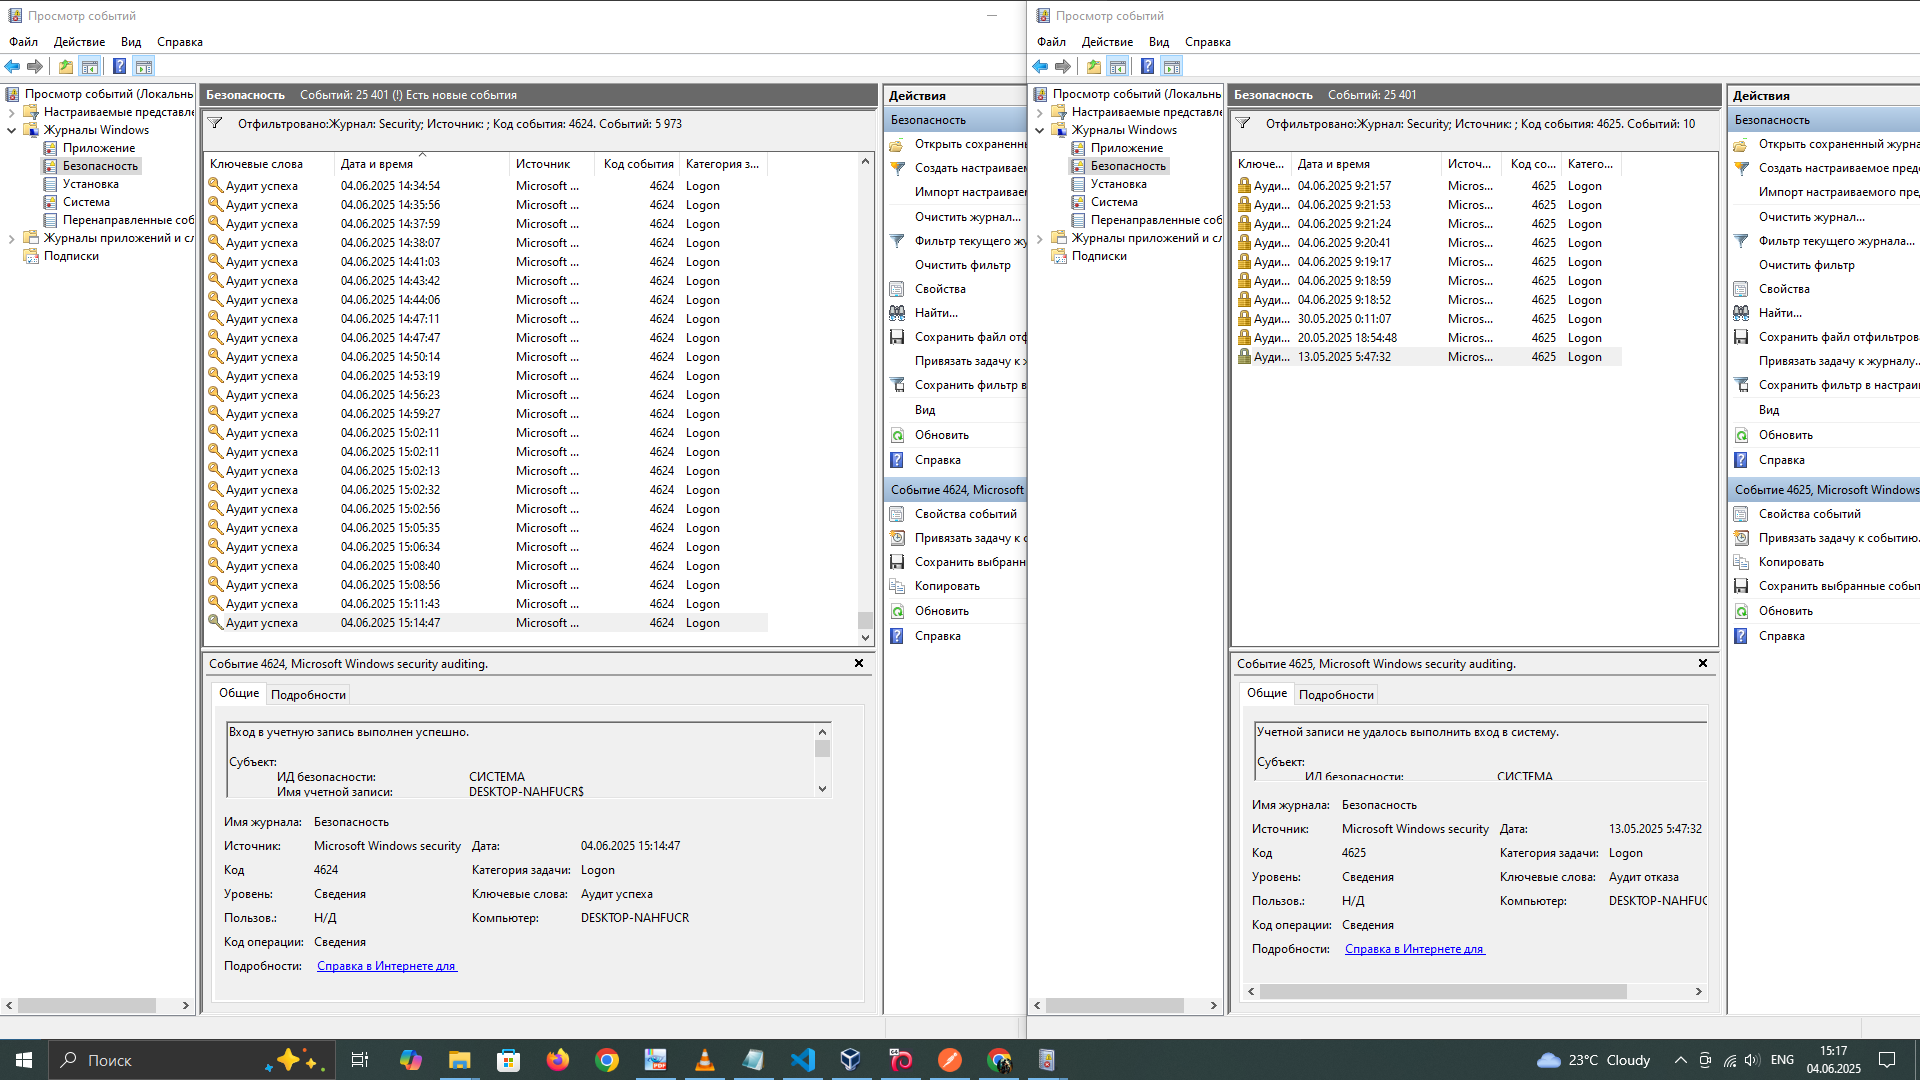 Просмотр событий
Файл Действие Вид Справка
Просмотр событий (Локальнь
Настраиваемые представле
Журналы Windows
Приложение
Безопасность
Установка
Система
Перенаправленные соб
Журналы приложений и сл
Подписки
Безопасность Событий: 25 401 (!) Есть новые события
Отфильтровано:Журнал: Security; Источник: ; Код события: 4624. Событий: 5 973
Ключевые слова Дата и время Источник Код события Категория з...
Аудит успеха 04.06.2025 14:34:54 Microsoft ... 4624 Logon
Аудит успеха 04.06.2025 14:35:56 Microsoft ... 4624 Logon
Аудит успеха 04.06.2025 14:37:59 Microsoft ... 4624 Logon
Аудит успеха 04.06.2025 14:38:07 Microsoft ... 4624 Logon
Аудит успеха 04.06.2025 14:41:03 Microsoft ... 4624 Logon
Аудит успеха 04.06.2025 14:43:42 Microsoft ... 4624 Logon
Аудит успеха 04.06.2025 14:44:06 Microsoft ... 4624 Logon
Аудит успеха 04.06.2025 14:47:11 Microsoft ... 4624 Logon
Аудит успеха 04.06.2025 14:47:47 Microsoft ... 4624 Logon
Аудит успеха 04.06.2025 14:50:14 Microsoft ... 4624 Logon
Аудит успеха 04.06.2025 14:53:19 Microsoft ... 4624 Logon
Аудит успеха 04.06.2025 14:56:23 Microsoft ... 4624 Logon
Аудит успеха 04.06.2025 14:59:27 Microsoft ... 4624 Logon
Аудит успеха 04.06.2025 15:02:11 Microsoft ... 4624 Logon
Аудит успеха 04.06.2025 15:02:11 Microsoft ... 4624 Logon
Аудит успеха 04.06.2025 15:02:13 Microsoft ... 4624 Logon
Аудит успеха 04.06.2025 15:02:32 Microsoft ... 4624 Logon
Аудит успеха 04.06.2025 15:02:56 Microsoft ... 4624 Logon
Аудит успеха 04.06.2025 15:05:35 Microsoft ... 4624 Logon
Аудит успеха 04.06.2025 15:06:34 Microsoft ... 4624 Logon
Аудит успеха 04.06.2025 15:08:40 Microsoft ... 4624 Logon
Аудит успеха 04.06.2025 15:08:56 Microsoft ... 4624 Logon
Аудит успеха 04.06.2025 15:11:43 Microsoft ... 4624 Logon
Аудит успеха 04.06.2025 15:14:47 Microsoft ... 4624 Logon
Событие 4624, Microsoft Windows security auditing.
Общие Подробности
Вход в учетную запись выполнен успешно.
Субъект:
ИД безопасности: СИСТЕМА
Имя учетной записи: DESKTOP-NAHFUCR$
Имя журнала: Безопасность
Источник: Microsoft Windows security Дата: 04.06.2025 15:14:47
Код 4624 Категория задачи: Logon
Уровень: Сведения Ключевые слова: Аудит успеха
Пользов.: Н/Д Компьютер: DESKTOP-NAHFUCR
Код операции: Сведения
Подробности: Справка в Интернете для
Действия
Безопасность
Открыть сохраненн
Создать настраивае
Импорт настраивае
Очистить журнал...
Фильтр текущего жу
Очистить фильтр
Свойства
Найти...
Сохранить файл отф
Привязать задачу к ж
Сохранить фильтр в
Вид
Обновить
Справка
Событие 4624, Microsoft
Свойства событий
Привязать задачу к с
Сохранить выбранн
Копировать
Обновить
Справка
Просмотр событий
Файл Действие Вид Справка
Просмотр событий (Локальнь
Настраиваемые представле
Журналы Windows
Приложение
Безопасность
Установка
Система
Перенаправленные соб
Журналы приложений и сл
Подписки
Безопасность Событий: 25 401
Отфильтровано:Журнал: Security; Источник: ; Код события: 4625. Событий: 10
Ключе... Дата и время Источ... Код со... Катего...
Ауди... 04.06.2025 9:21:57 Micros... 4625 Logon
Ауди... 04.06.2025 9:21:53 Micros... 4625 Logon
Ауди... 04.06.2025 9:21:24 Micros... 4625 Logon
Ауди... 04.06.2025 9:20:41 Micros... 4625 Logon
Ауди... 04.06.2025 9:19:17 Micros... 4625 Logon
Ауди... 04.06.2025 9:18:59 Micros... 4625 Logon
Ауди... 04.06.2025 9:18:52 Micros... 4625 Logon
Ауди... 30.05.2025 0:11:07 Micros... 4625 Logon
Ауди... 20.05.2025 18:54:48 Micros... 4625 Logon
Ауди... 13.05.2025 5:47:32 Micros... 4625 Logon
Событие 4625, Microsoft Windows security auditing.
Общие Подробности
Учетной записи не удалось выполнить вход в систему.
Субъект:
ИД безопасности: СИСТЕМА
Имя журнала: Безопасность
Источник: Microsoft Windows security Дата: 13.05.2025 5:47:32
Код 4625 Категория задачи: Logon
Уровень: Сведения Ключевые слова: Аудит отказа
Пользов.: Н/Д Компьютер: DESKTOP-NAHFUC
Код операции: Сведения
Подробности: Справка в Интернете для
Действия
Безопасность
Открыть сохраненный журна
Создать настраиваемое пред
Импорт настраиваемого пре
Очистить журнал...
Фильтр текущего журнала...
Очистить фильтр
Свойства
Найти...
Сохранить файл отфильтрова
Привязать задачу к журналу.
Сохранить фильтр в настраи
Вид
Обновить
Справка
Событие 4625, Microsoft Windows
Свойства событий
Привязать задачу к событию.
Копировать
Сохранить выбранные событ
Обновить
Справка
Поиск
23°C Cloudy
ENG
15:17
04.06.2025